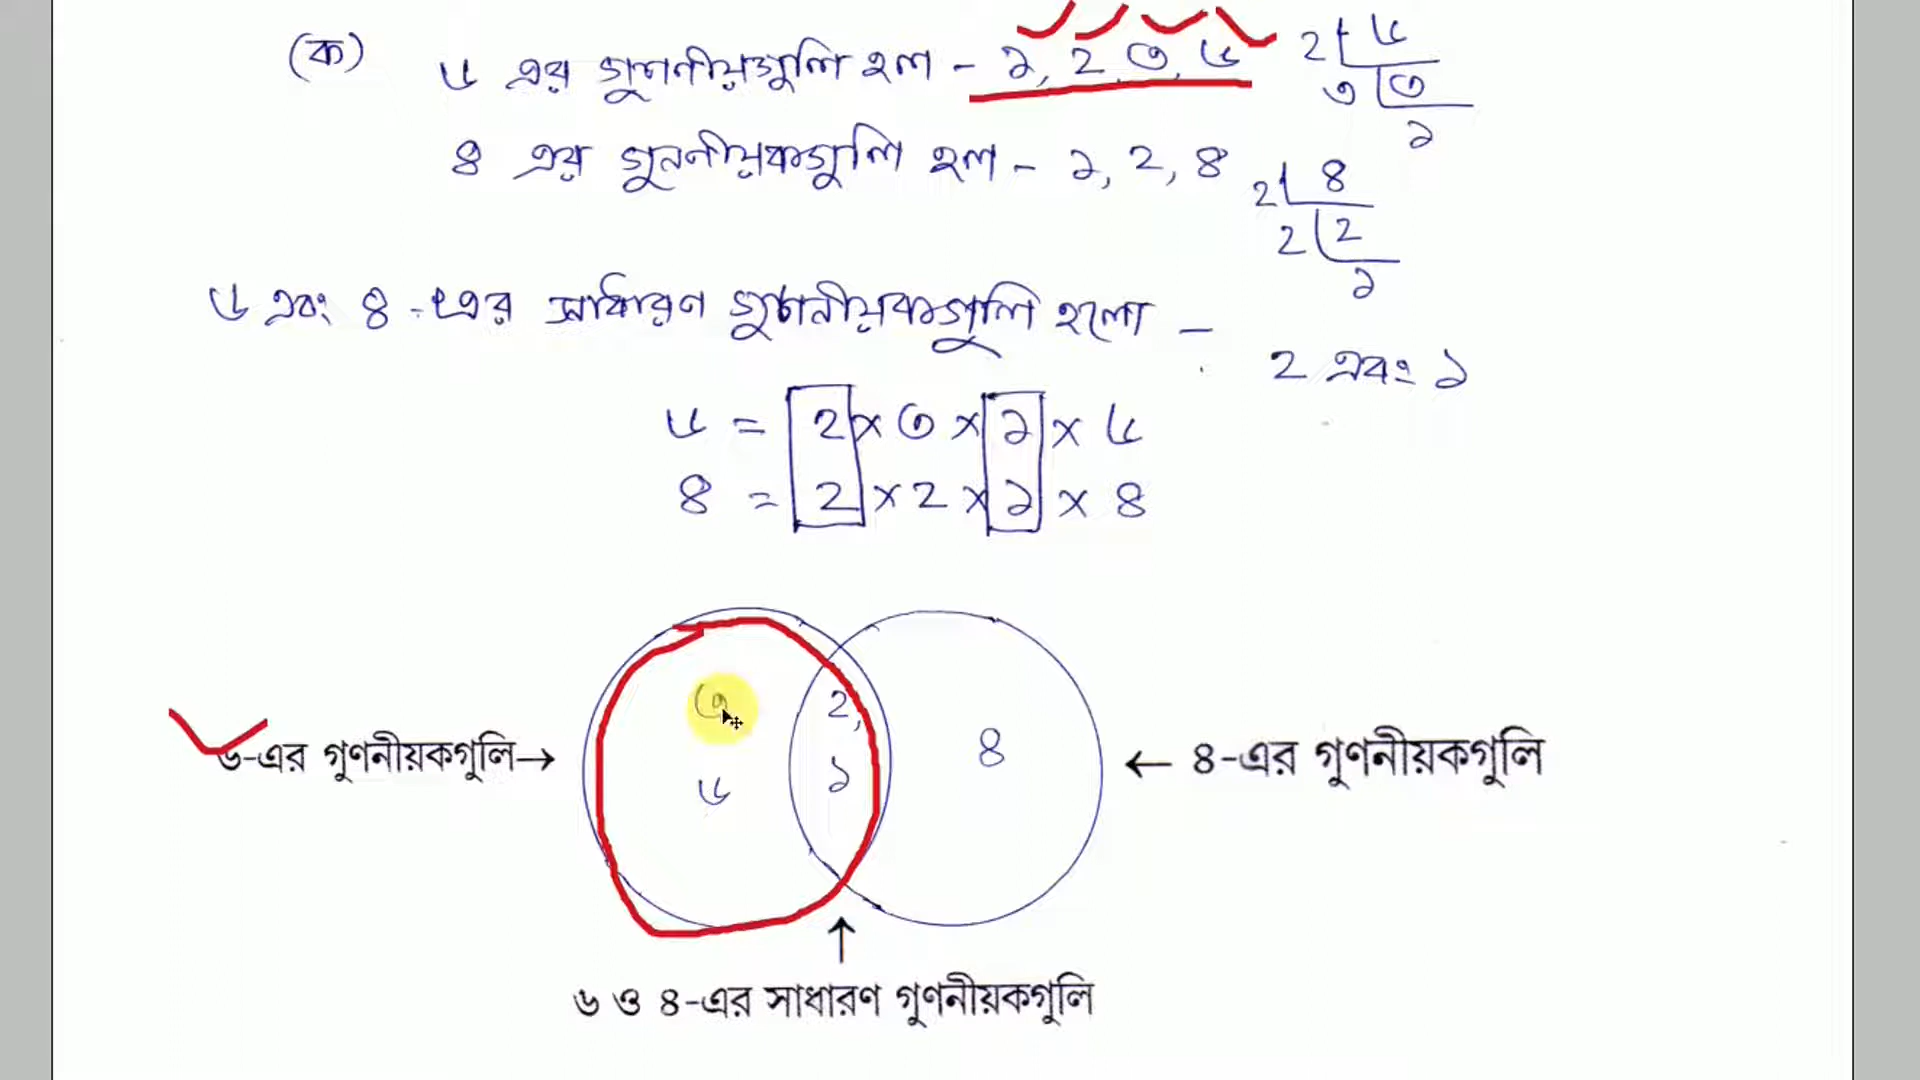 (ক) ৬ এর গুণনীয়কগুলি হল - ১, ২, ৩, ৬
২ ৬
৩ ৩
১
৪ এর গুননীয়কগুলি হল - ১, ২, ৪
২ ৪
২ ২
১
৬ এবং ৪ - এর সাধারণ গুণনীয়কগুলি হলো -
২ এবং ১
৬ = ২ × ৩ × ১ × ৬
৪ = ২ × ২ × ১ × ৪
৩
৬
২,
১
৪
৬-এর গুণনীয়কগুলি→
← ৪-এর গুণনীয়কগুলি
↑
৬ ও ৪-এর সাধারণ গুণনীয়কগুলি